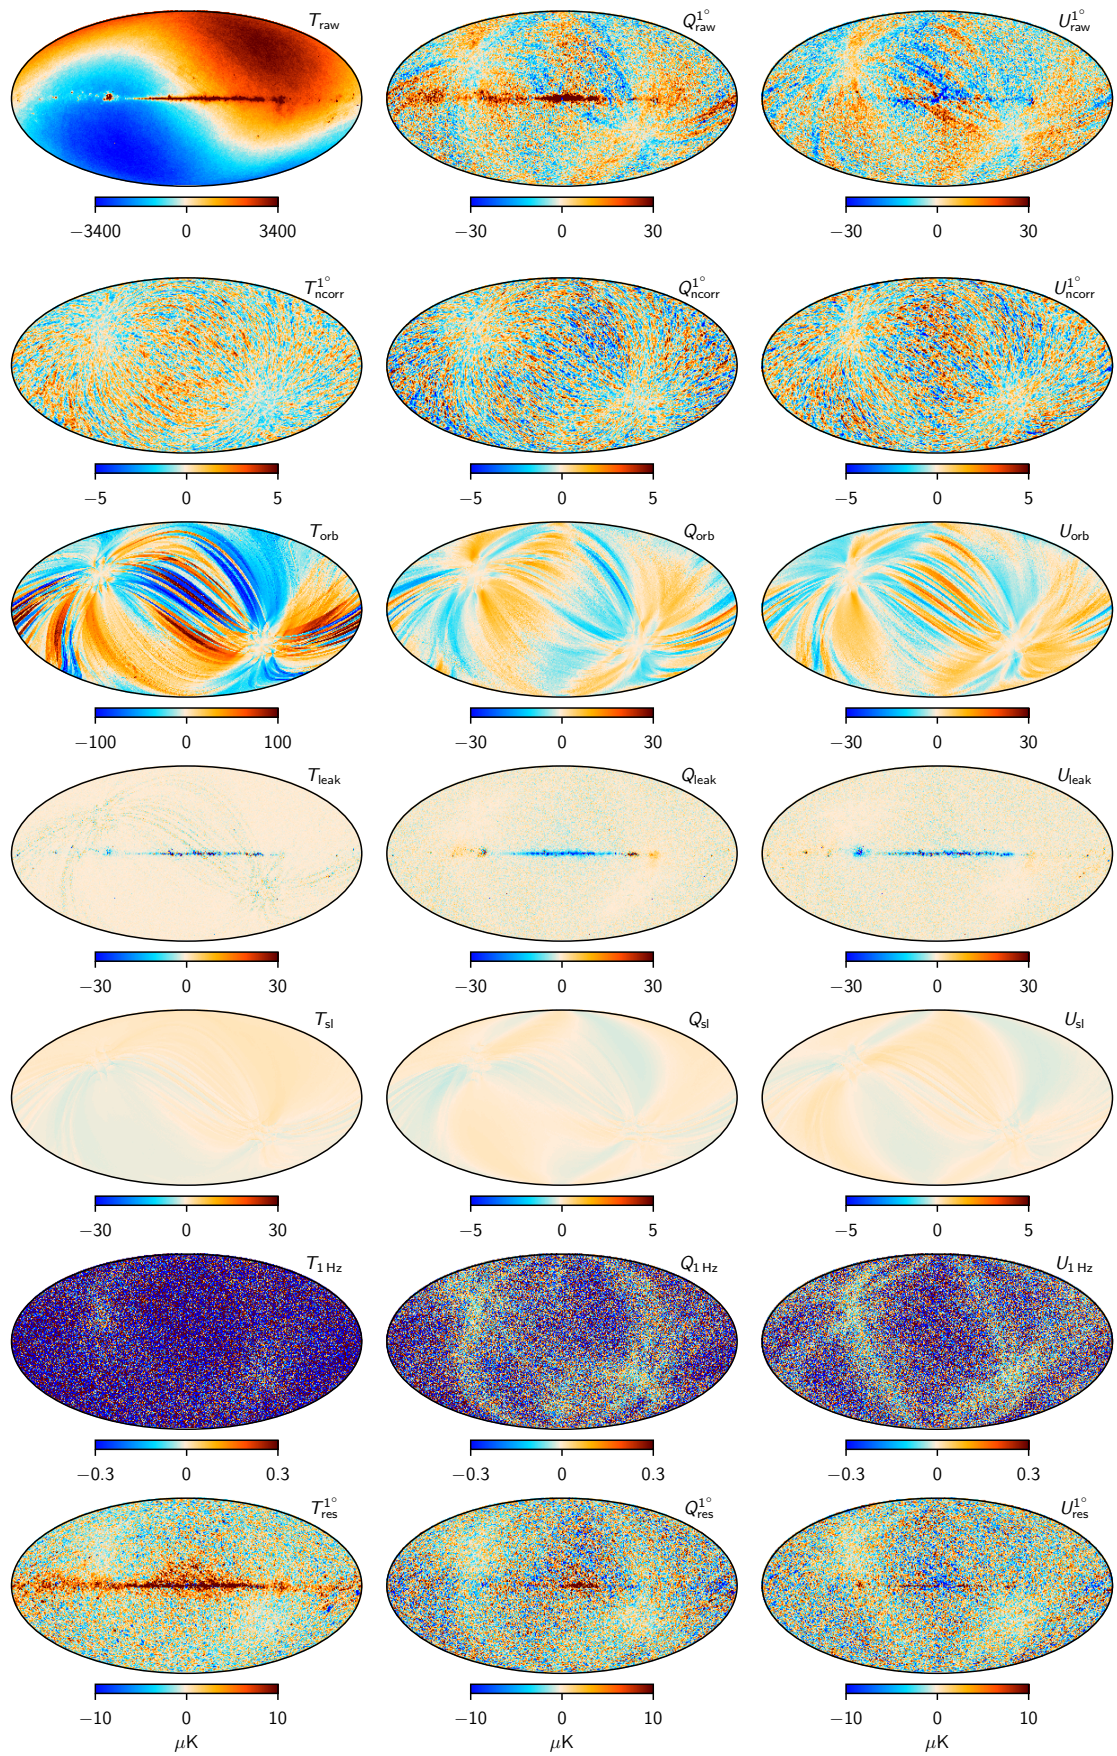 T_raw Q^1°_raw U^1°_raw
−3400 0 3400 −30 0 30 −30 0 30
T^1°_ncorr Q^1°_ncorr U^1°_ncorr
−5 0 5 −5 0 5 −5 0 5
T_orb Q_orb U_orb
−100 0 100 −30 0 30 −30 0 30
T_leak Q_leak U_leak
−30 0 30 −30 0 30 −30 0 30
T_sl Q_sl U_sl
−30 0 30 −5 0 5 −5 0 5
T_1 Hz Q_1 Hz U_1 Hz
−0.3 0 0.3 −0.3 0 0.3 −0.3 0 0.3
T^1°_res Q^1°_res U^1°_res
−10 0 10 −10 0 10 −10 0 10
μK μK μK